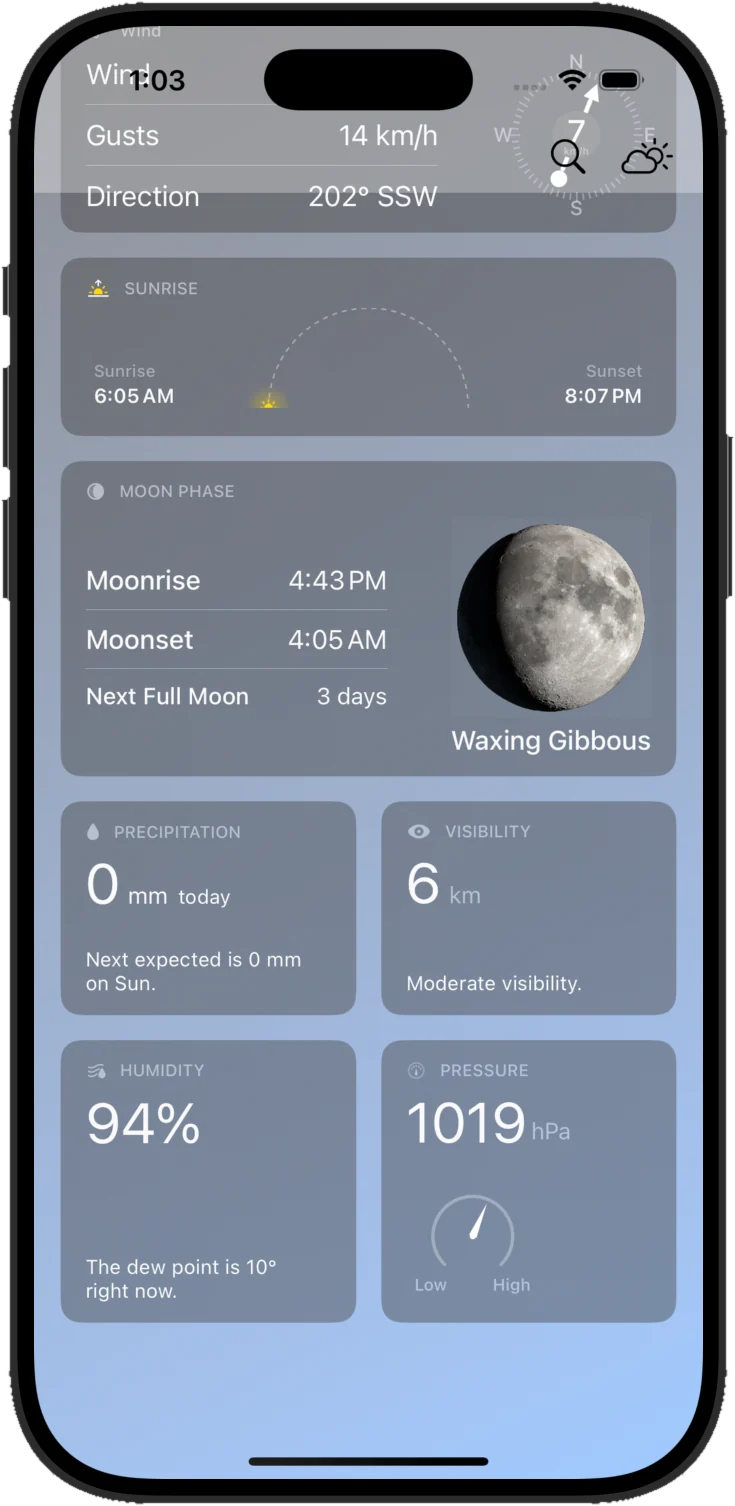 Wind
Wind
1:03
N
Gusts
14 km/h
W
7
km/h
E
Direction
202° SSW
S
SUNRISE
Sunrise
6:05 AM
Sunset
8:07 PM
MOON PHASE
Moonrise
4:43 PM
Moonset
4:05 AM
Next Full Moon
3 days
Waxing Gibbous
PRECIPITATION
0 mm today
Next expected is 0 mm
on Sun.
VISIBILITY
6 km
Moderate visibility.
HUMIDITY
94%
The dew point is 10°
right now.
PRESSURE
1019 hPa
Low
High